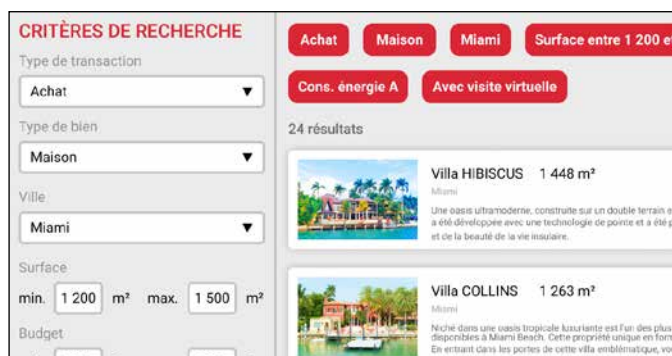 CRITÈRES DE RECHERCHE
Type de transaction
Achat
Type de bien
Maison
Ville
Miami
Surface
min. 1 200 m² max. 1 500 m²
Budget
Achat Maison Miami Surface entre 1 200 e
Cons. énergie A Avec visite virtuelle
24 résultats
Villa HIBISCUS 1 448 m²
Miami
Une oasis ultramoderne, construite sur un double terrain
a été développée avec une technologie de pointe et a été
et de la beauté de la vie insulaire.
Villa COLLINS 1 263 m²
Miami
Niché dans une oasis tropicale luxuriante est l'un des plus
disponibles à Miami Beach. Cette propriété unique en
En entrant dans les portes de cette villa emblématique,